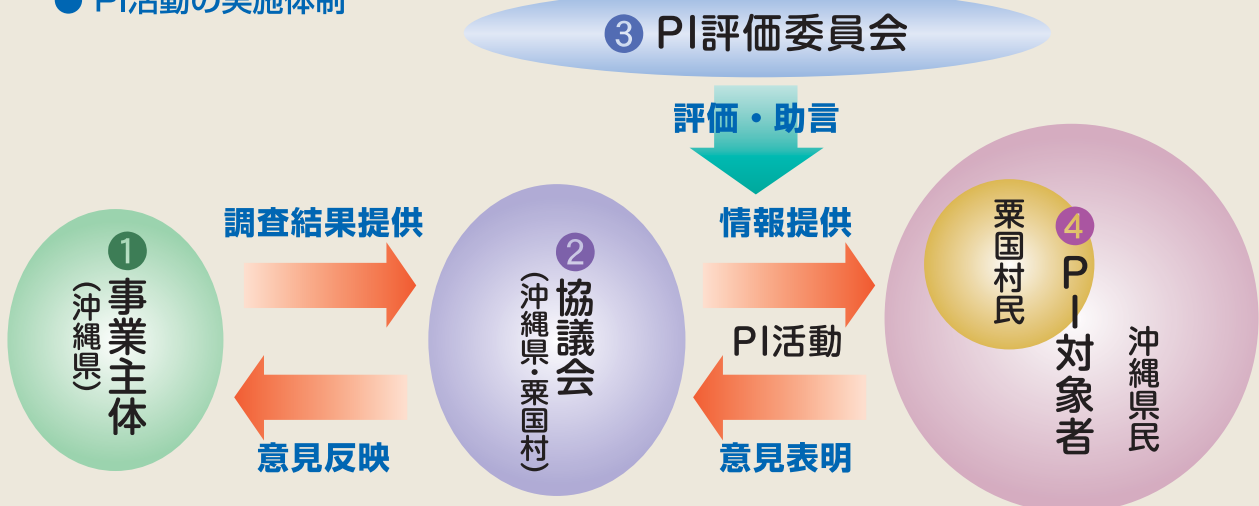 ● PI活動の実施体制
③ PI評価委員会
評価・助言
調査結果提供
情報提供
① 事業主体
（沖縄県）
② 協議会
（沖縄県・粟国村）
PI活動
④ PI対象者
粟国村民
沖縄県民
意見反映
意見表明